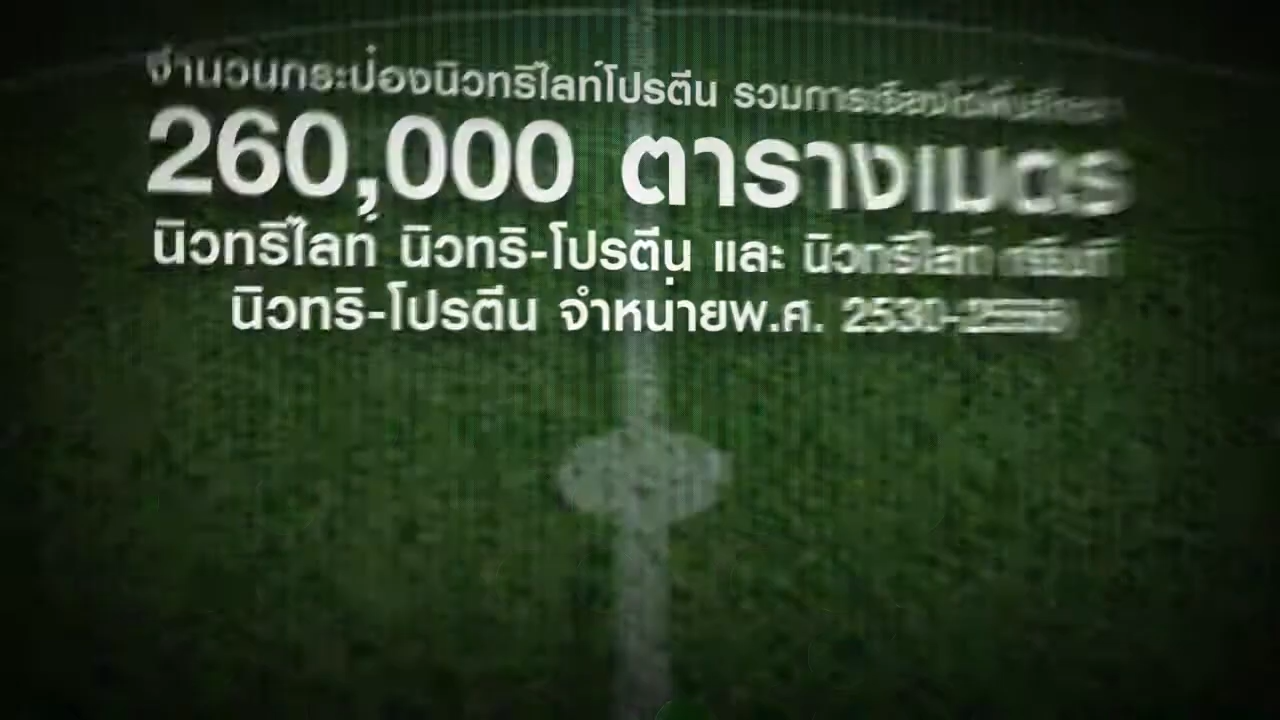 จำนวนกระป๋องนิวทรีไลท์โปรตีน
260,000 ตารางเมตร
นิวทรีไลท์ นิวทริ-โปรตีน และ นิวทรีไลท์
นิวทริ-โปรตีน จำหน่ายพ.ศ. 2530-